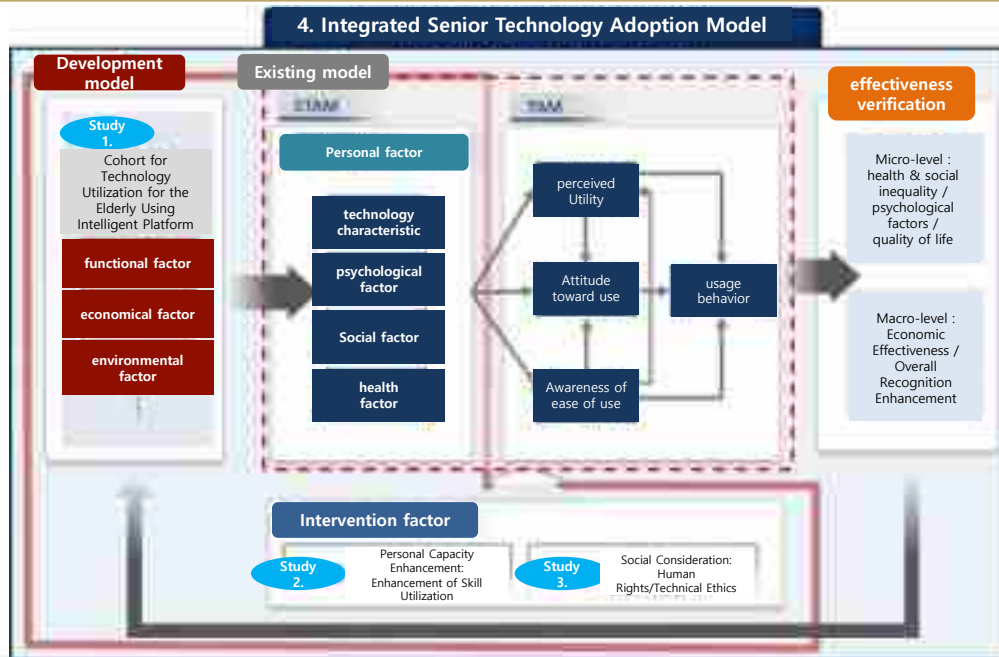 4. Integrated Senior Technology Adoption Model
Development
model
Existing model
effectiveness
verification
Study
1.
Cohort for
Technology
Utilization for the
Elderly Using
Intelligent Platform
functional factor
economical factor
environmental
factor
STAM
Personal factor
technology
characteristic
psychological
factor
Social factor
health
factor
TAM
perceived
Utility
Attitude
toward use
usage
behavior
Awareness of
ease of use
Micro-level :
health & social
inequality /
psychological
factors /
quality of life
Macro-level :
Economic
Effectiveness /
Overall
Recognition
Enhancement
Intervention factor
Study
2.
Personal Capacity
Enhancement:
Enhancement of Skill
Utilization
Study
3.
Social Consideration:
Human
Rights/Technical Ethics